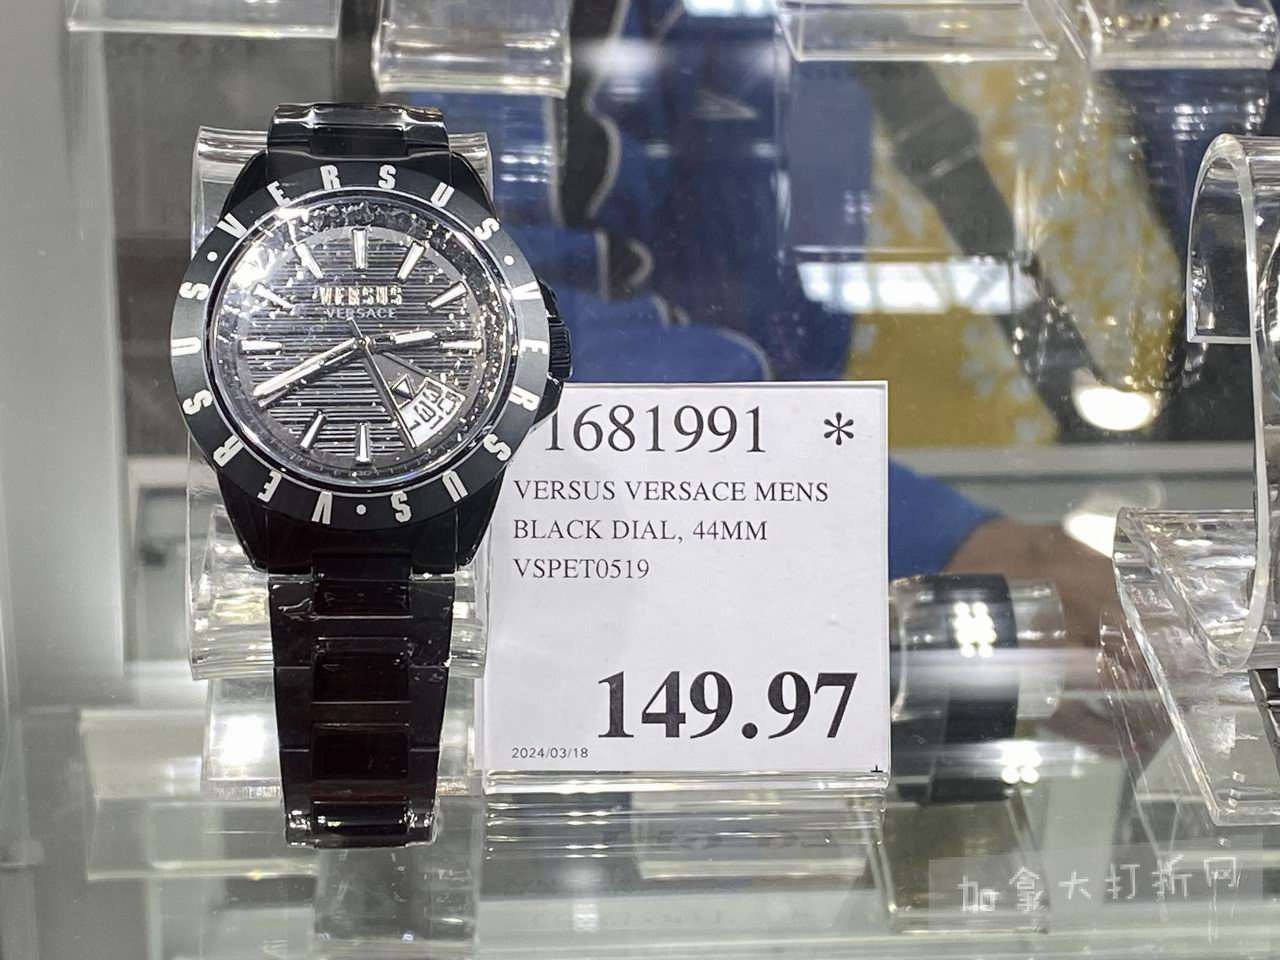 VERSUS
VERSUS
VERSUS
VERSUS
VERSACE
1681991 *
VERSUS VERSACE MENS
BLACK DIAL, 44MM
VSPET0519
149.97
2024/03/18
加拿大打折网